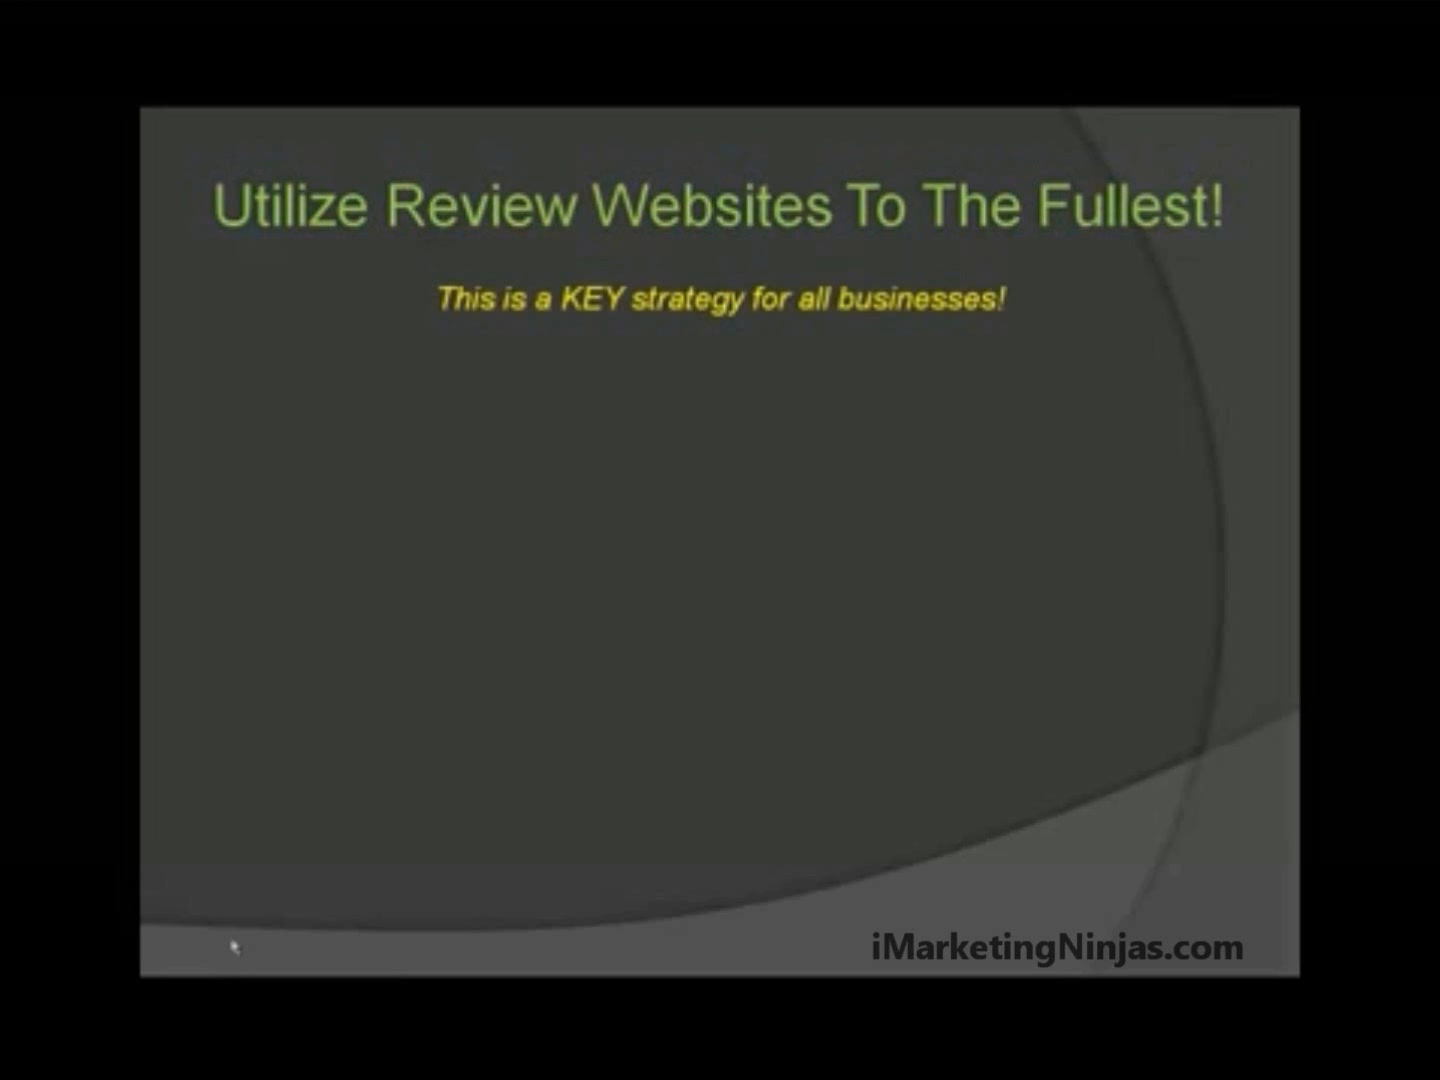 Utilize Review Websites To The Fullest!
This is a KEY strategy for all businesses!
iMarketingNinjas.com